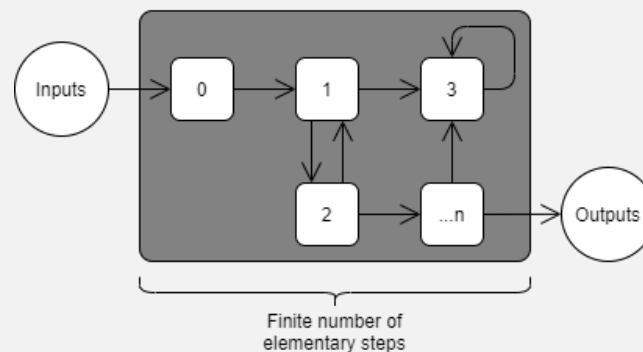 Inputs
0
1
3
2
...n
Outputs
Finite number of
elementary steps